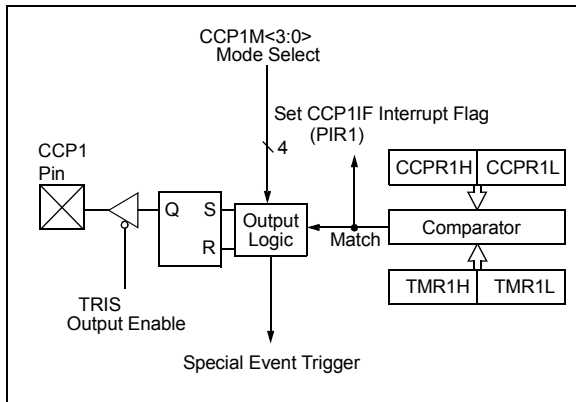 CCP1M<3:0>
Mode Select
Set CCP1IF Interrupt Flag
(PIR1)
4
CCP1
Pin
CCPR1H CCPR1L
Q S
R
Output
Logic
Match
Comparator
TRIS
Output Enable
TMR1H TMR1L
Special Event Trigger